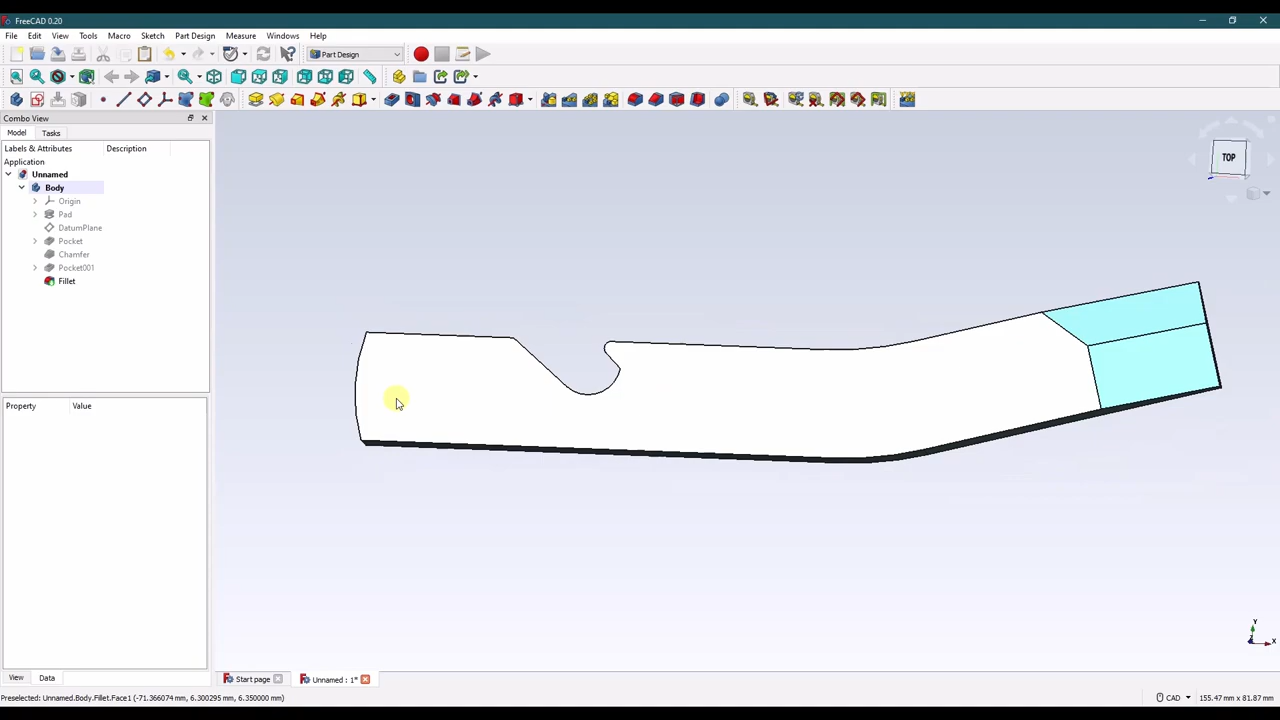 FreeCAD 0.20
File Edit View Tools Macro Sketch Part Design Measure Windows Help
Part Design
Combo View
Model Tasks
Labels & Attributes Description
Application
Unnamed
Body
Origin
Pad
DatumPlane
Pocket
Chamfer
Pocket001
Fillet
TOP
Property Value
Y
X
View Data
Start page Unnamed : 1*
Preselected: Unnamed.Body.Fillet.Face1 (-71.366074 mm, 6.300295 mm, 6.350000 mm) CAD 155.47 mm x 81.87 mm